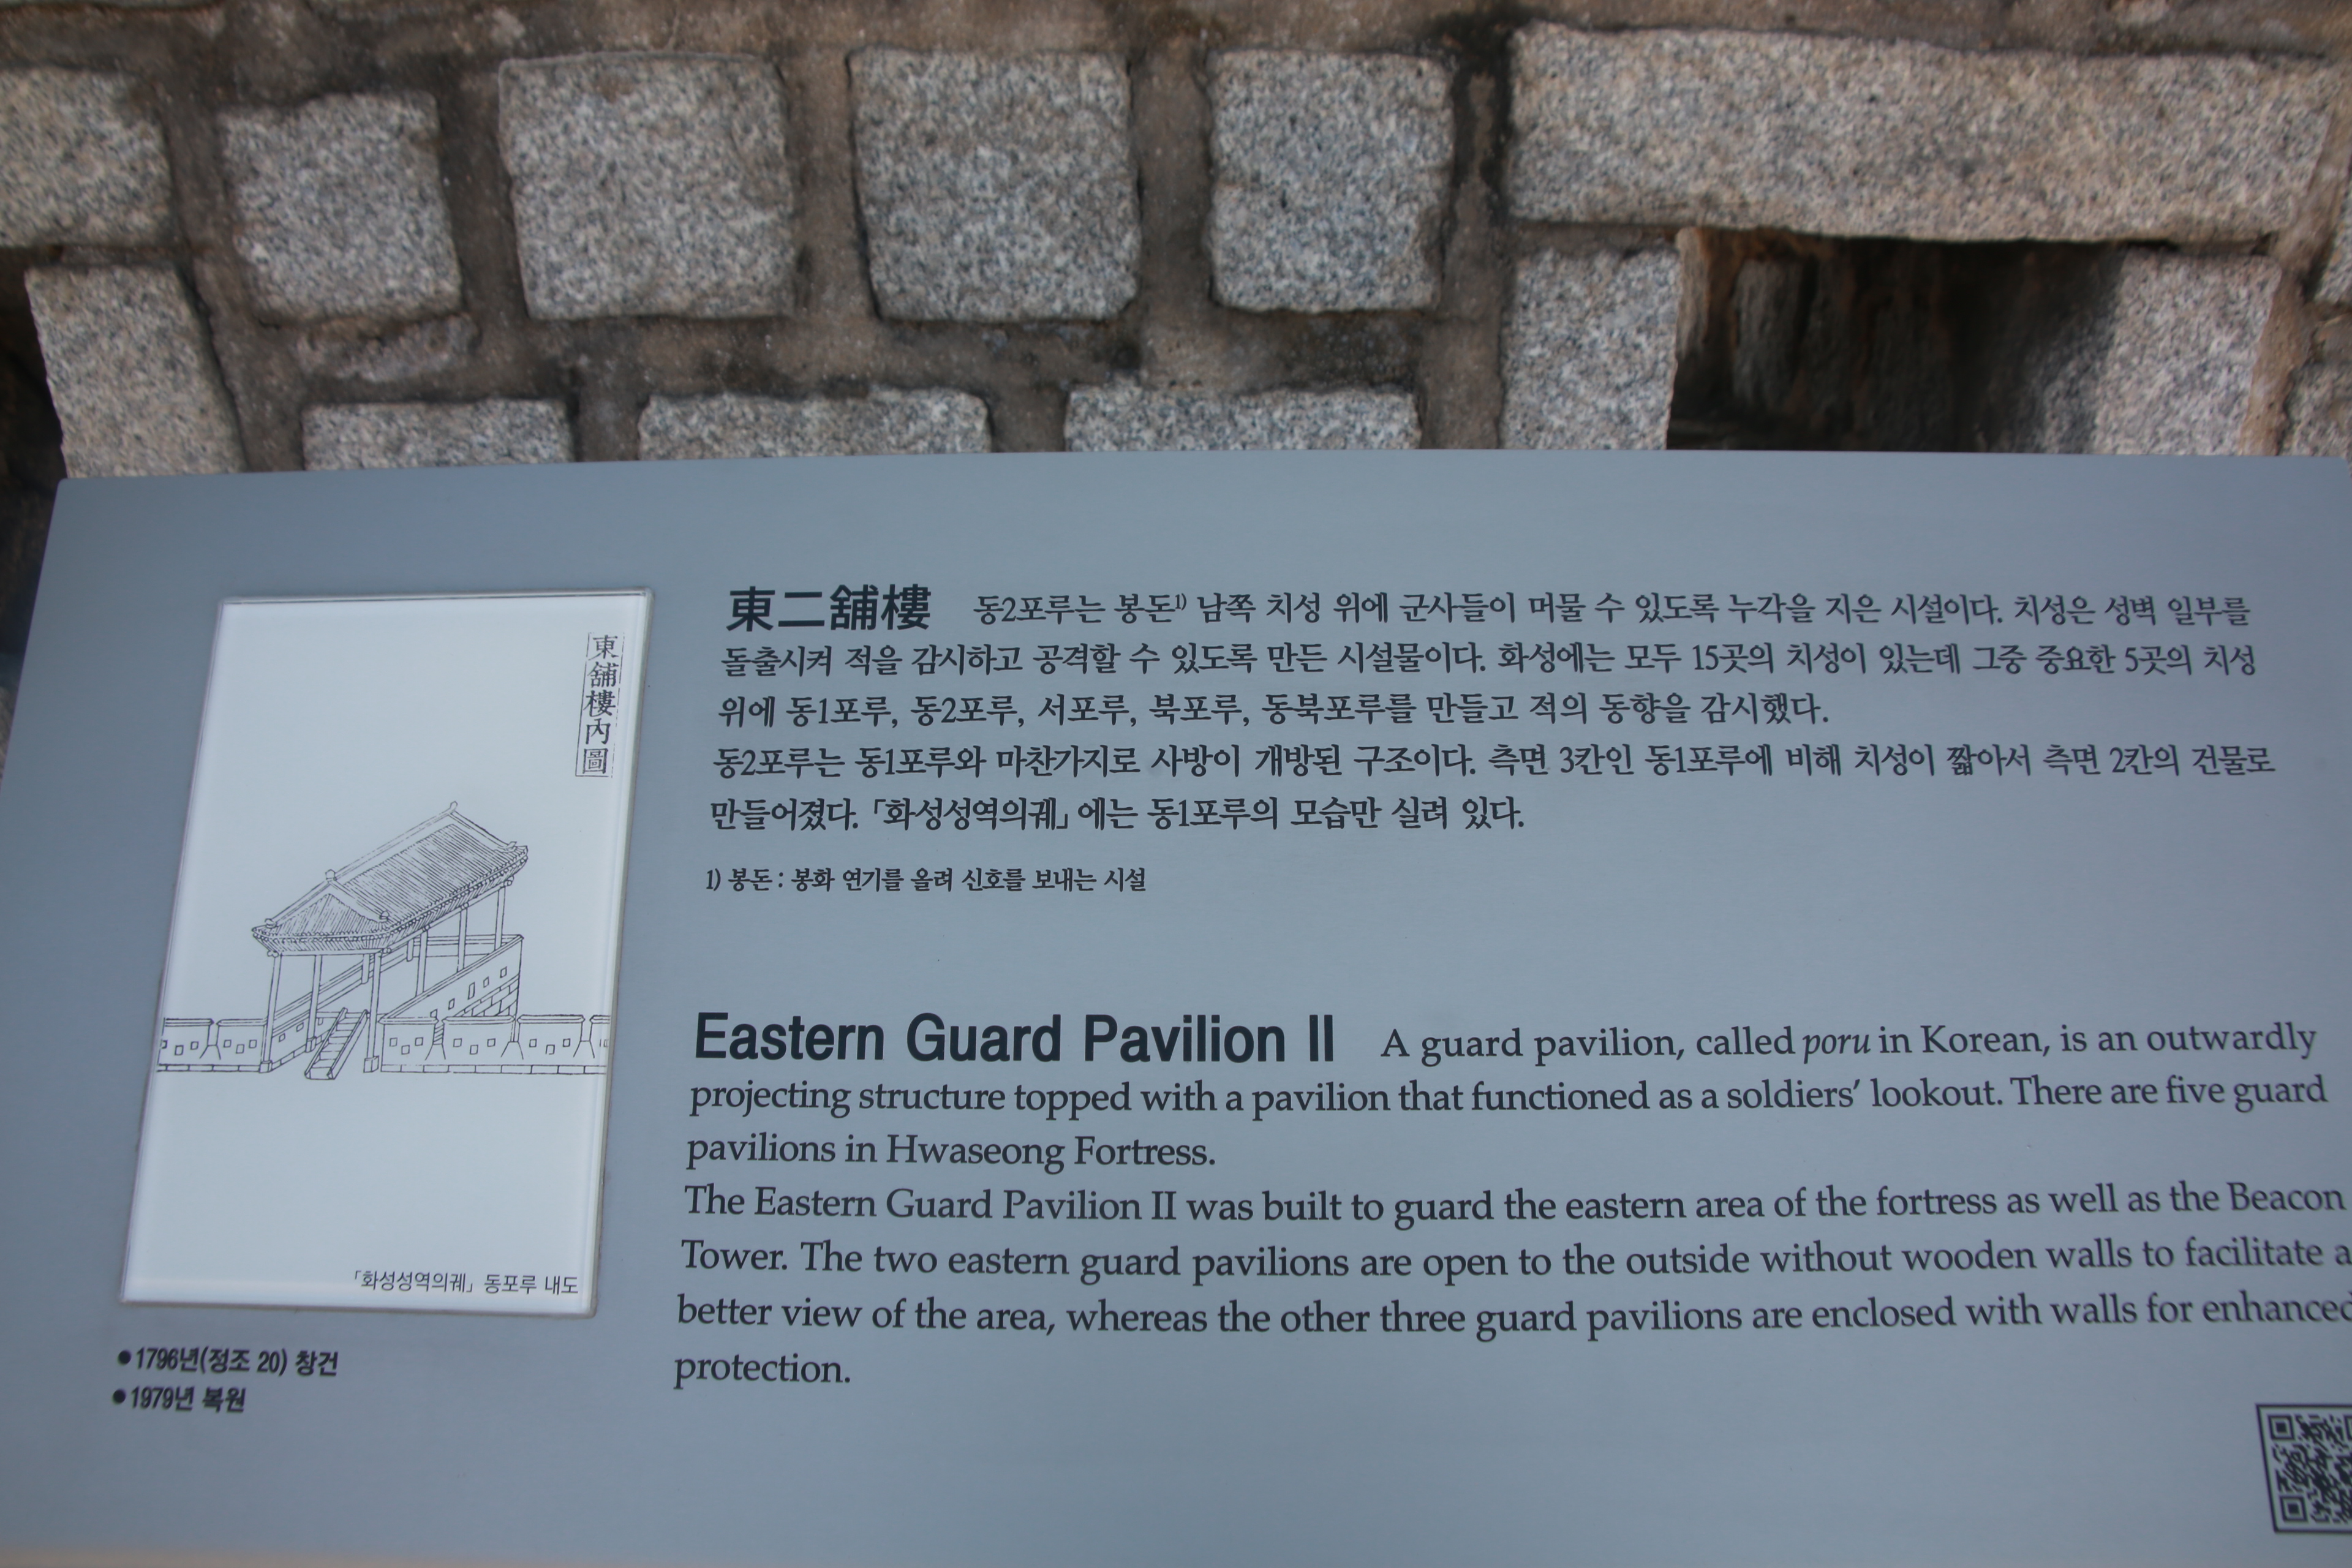 東舖樓內圖
「화성성역의궤」 동포루 내도
●1796년(정조 20) 창건
●1979년 복원
東二舖樓 동2포루는 봉돈1) 남쪽 치성 위에 군사들이 머물 수 있도록 누각을 지은 시설이다. 치성은 성벽 일부를
돌출시켜 적을 감시하고 공격할 수 있도록 만든 시설물이다. 화성에는 모두 15곳의 치성이 있는데 그중 중요한 5곳의 치성
위에 동1포루, 동2포루, 서포루, 북포루, 동북포루를 만들고 적의 동향을 감시했다.
동2포루는 동1포루와 마찬가지로 사방이 개방된 구조이다. 측면 3칸인 동1포루에 비해 치성이 짧아서 측면 2칸의 건물로
만들어졌다. 「화성성역의궤」에는 동1포루의 모습만 실려 있다.
1) 봉돈 : 봉화 연기를 올려 신호를 보내는 시설
Eastern Guard Pavilion II A guard pavilion, called poru in Korean, is an outwardly
projecting structure topped with a pavilion that functioned as a soldiers’ lookout. There are five guard
pavilions in Hwaseong Fortress.
The Eastern Guard Pavilion II was built to guard the eastern area of the fortress as well as the Beacon
Tower. The two eastern guard pavilions are open to the outside without wooden walls to facilitate a
better view of the area, whereas the other three guard pavilions are enclosed with walls for enhanced
protection.